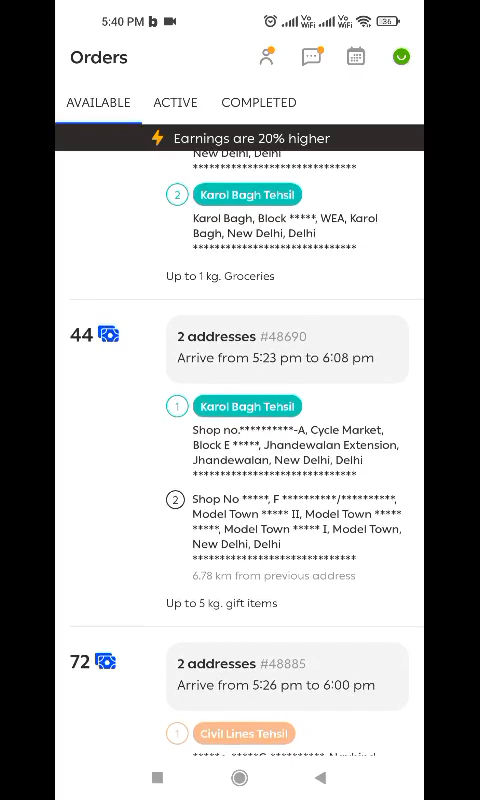 5:40 PM
Vo WiFi Vo WiFi 36
Orders
AVAILABLE ACTIVE COMPLETED
Earnings are 20% higher
New Delhi, Delhi
****************************
2 Karol Bagh Tehsil
Karol Bagh, Block *****, WEA, Karol
Bagh, New Delhi, Delhi
****************************
Up to 1 kg. Groceries
44
2 addresses #48690
Arrive from 5:23 pm to 6:08 pm
1 Karol Bagh Tehsil
Shop no.**********-A, Cycle Market,
Block E *****, Jhandewalan Extension,
Jhandewalan, New Delhi, Delhi
****************************
2 Shop No *****, F **********/**********,
Model Town ***** II, Model Town *****
*****, Model Town ***** I, Model Town,
New Delhi, Delhi
****************************
6.78 km from previous address
Up to 5 kg. gift items
72
2 addresses #48885
Arrive from 5:26 pm to 6:00 pm
1 Civil Lines Tehsil